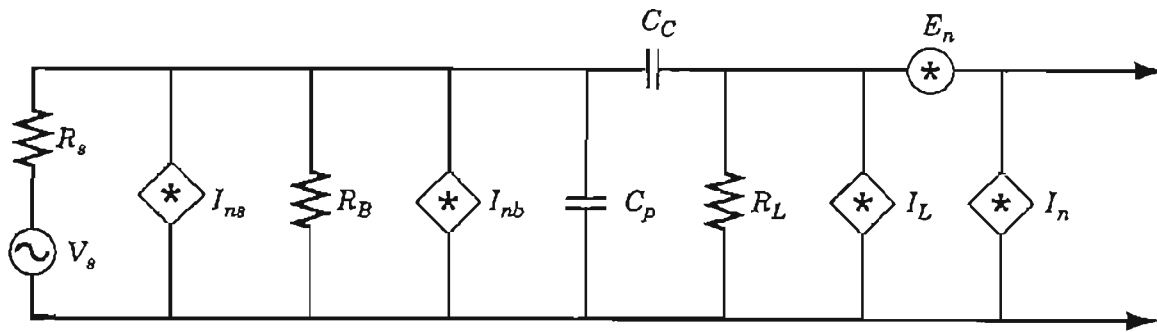 C_C
E_n
R_s
I_ns
R_B
I_nb
C_p
R_L
I_L
I_n
V_s